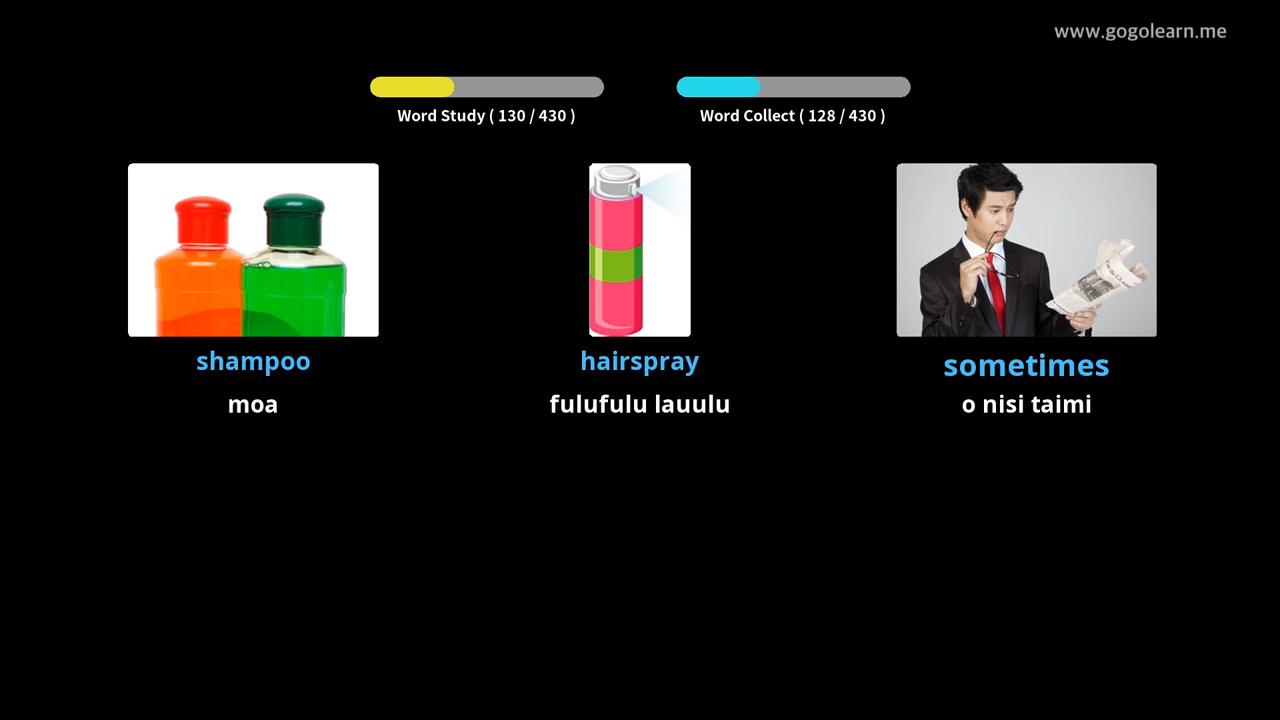 www.gogolearn.me
Word Study ( 130 / 430 )
Word Collect ( 128 / 430 )
shampoo
hairspray
sometimes
moa
fulufulu lauulu
o nisi taimi